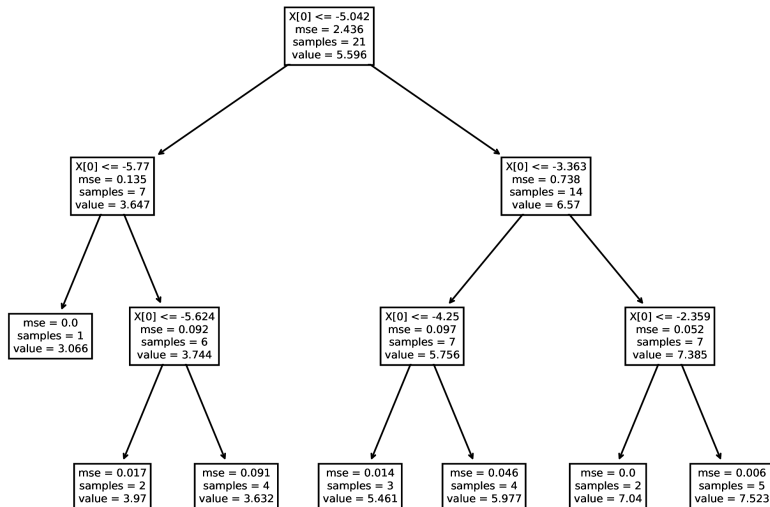 X[0] <= -5.042
mse = 2.436
samples = 21
value = 5.596
X[0] <= -5.77
mse = 0.135
samples = 7
value = 3.647
X[0] <= -3.363
mse = 0.738
samples = 14
value = 6.57
mse = 0.0
samples = 1
value = 3.066
X[0] <= -5.624
mse = 0.092
samples = 6
value = 3.744
X[0] <= -4.25
mse = 0.097
samples = 7
value = 5.756
X[0] <= -2.359
mse = 0.052
samples = 7
value = 7.385
mse = 0.017
samples = 2
value = 3.97
mse = 0.091
samples = 4
value = 3.632
mse = 0.014
samples = 3
value = 5.461
mse = 0.046
samples = 4
value = 5.977
mse = 0.0
samples = 2
value = 7.04
mse = 0.006
samples = 5
value = 7.523